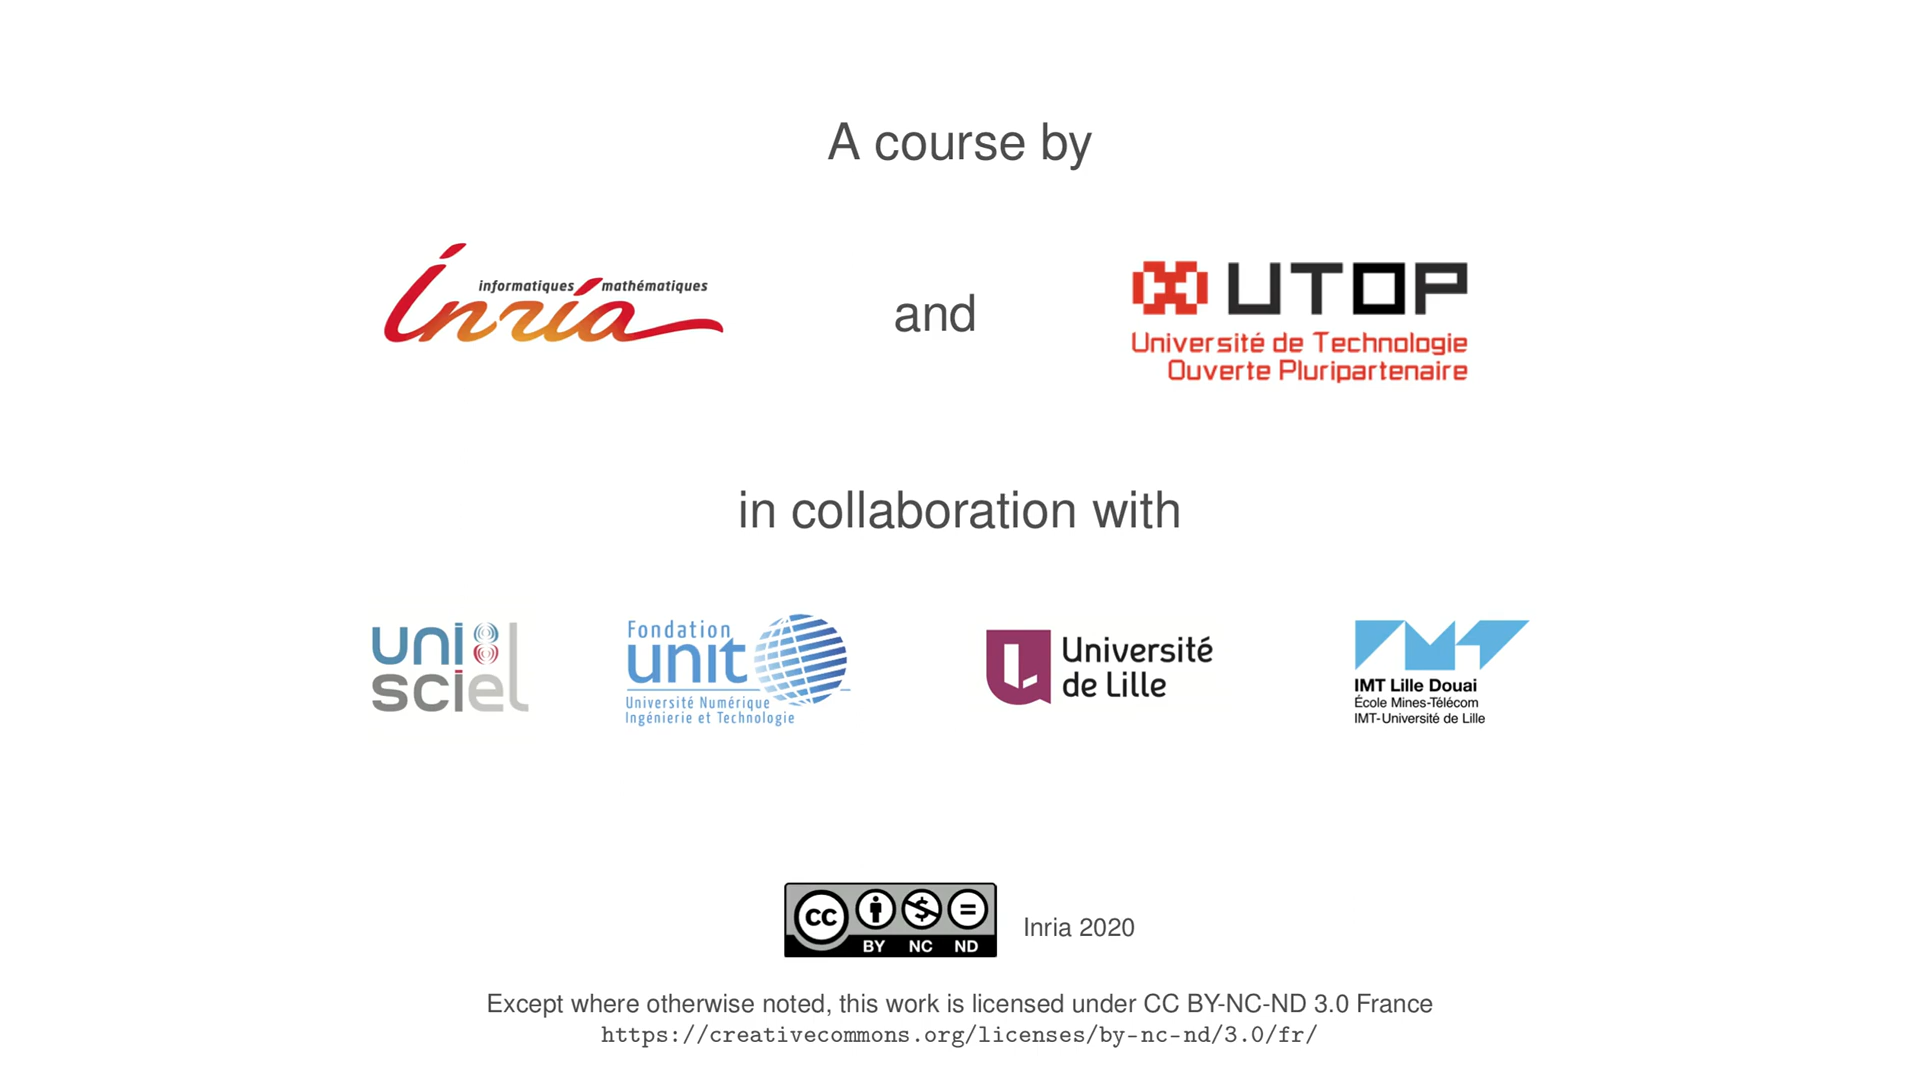 A course by
informatiques mathématiques
Inria
and
UTOP
Université de Technologie
Ouverte Pluripartenaire
in collaboration with
uni
sciel
Fondation
unit
Université Numérique
Ingénierie et Technologie
Université
de Lille
IMT
IMT Lille Douai
École Mines-Télécom
IMT-Université de Lille
CC
BY NC ND
Inria 2020
Except where otherwise noted, this work is licensed under CC BY-NC-ND 3.0 France
https://creativecommons.org/licenses/by-nc-nd/3.0/fr/